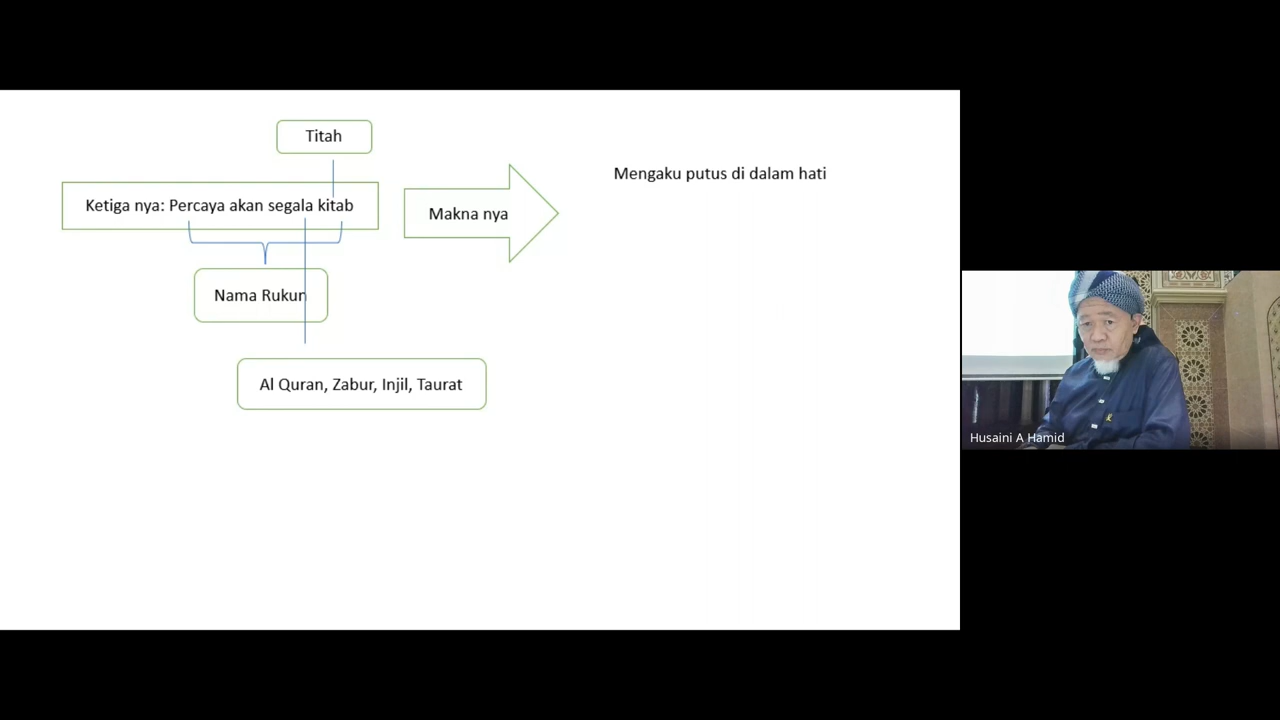 Titah
Ketiga nya: Percaya akan segala kitab
Makna nya
Mengaku putus di dalam hati
Nama Rukun
Al Quran, Zabur, Injil, Taurat
Husaini A Hamid